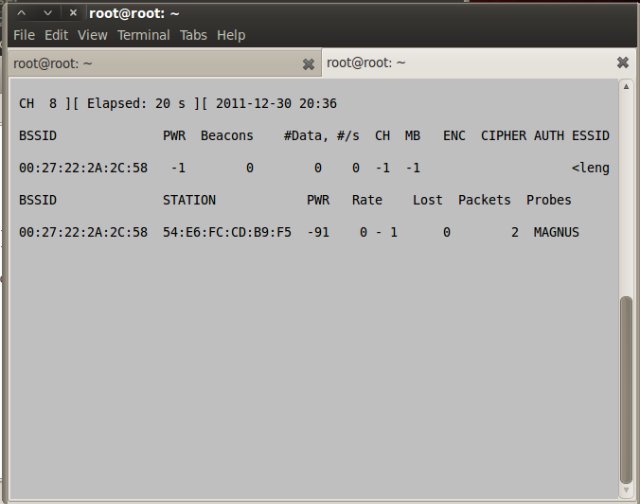 root@root: ~
File Edit View Terminal Tabs Help
root@root: ~ root@root: ~
CH 8 ][ Elapsed: 20 s ][ 2011-12-30 20:36
BSSID PWR Beacons #Data, #/s CH MB ENC CIPHER AUTH ESSID
00:27:22:2A:2C:58 -1 0 0 0 -1 -1 <leng
BSSID STATION PWR Rate Lost Packets Probes
00:27:22:2A:2C:58 54:E6:FC:CD:B9:F5 -91 0 - 1 0 2 MAGNUS